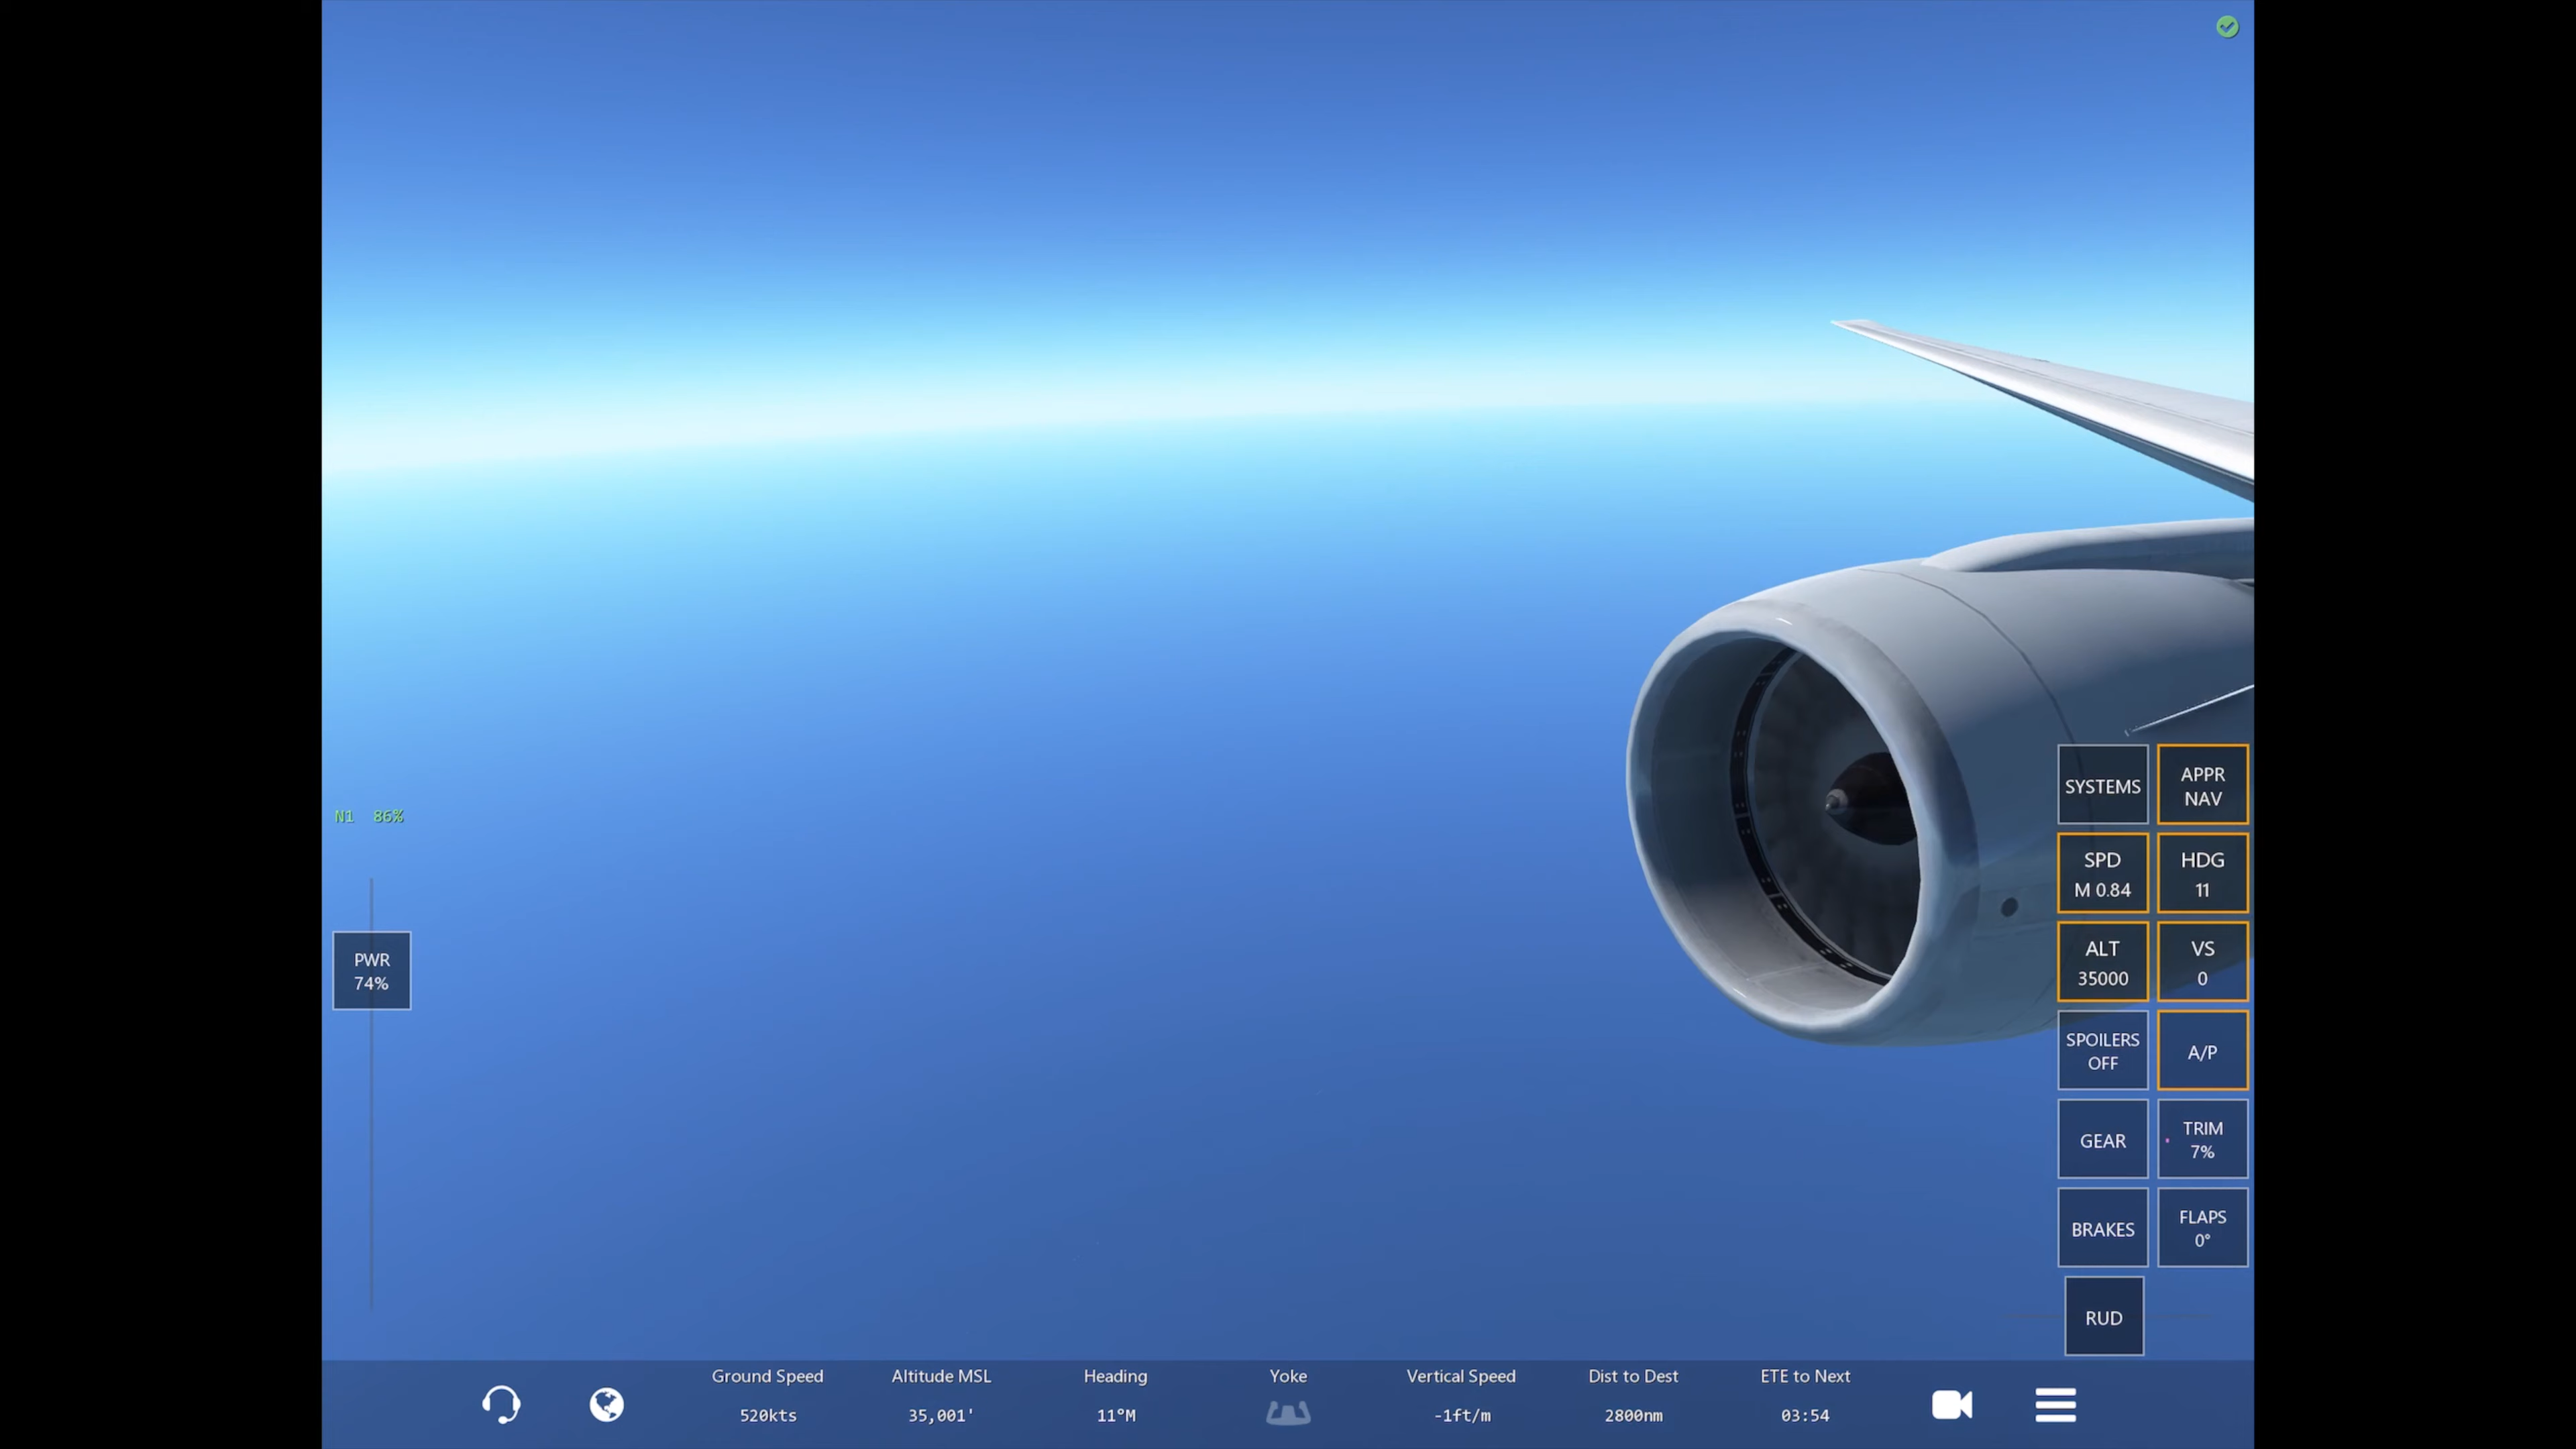 N1 86%
PWR
74%
SYSTEMS
APPR
NAV
SPD
M 0.84
HDG
11
ALT
35000
VS
0
SPOILERS
OFF
A/P
GEAR
TRIM
7%
BRAKES
FLAPS
0°
RUD
Ground Speed
520kts
Altitude MSL
35,001'
Heading
11°M
Yoke
Vertical Speed
-1ft/m
Dist to Dest
2800nm
ETE to Next
03:54